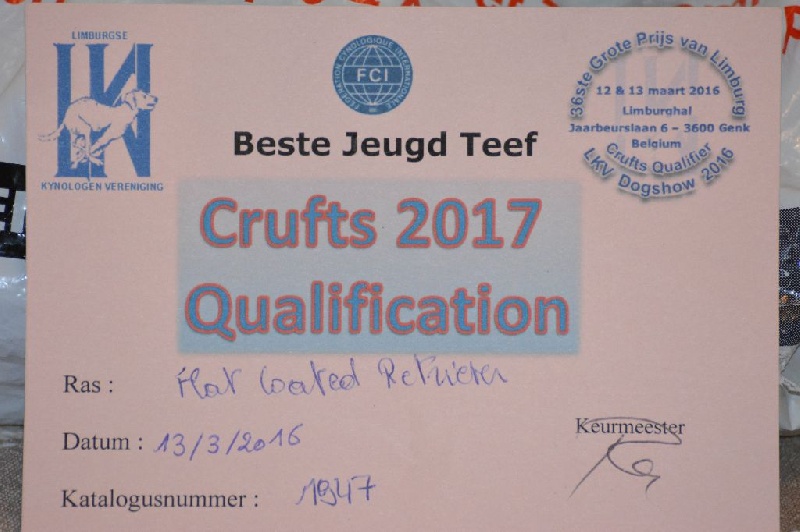 LIMBURGSE
KYNOLOGEN VERENIGING
FEDERATION CYNOLOGIQUE INTERNATIONALE
FCI
36ste Grote Prijs van Limburg
12 & 13 maart 2016
Limburghal
Jaarbeurslaan 6 – 3600 Genk
Belgium
Crufts Qualifier
LKV Dogshow 2016
Beste Jeugd Teef
Crufts 2017
Qualification
Ras : Flat Coated Retriever
Datum : 13/3/2016
Keurmeester
Katalogusnummer : 1947